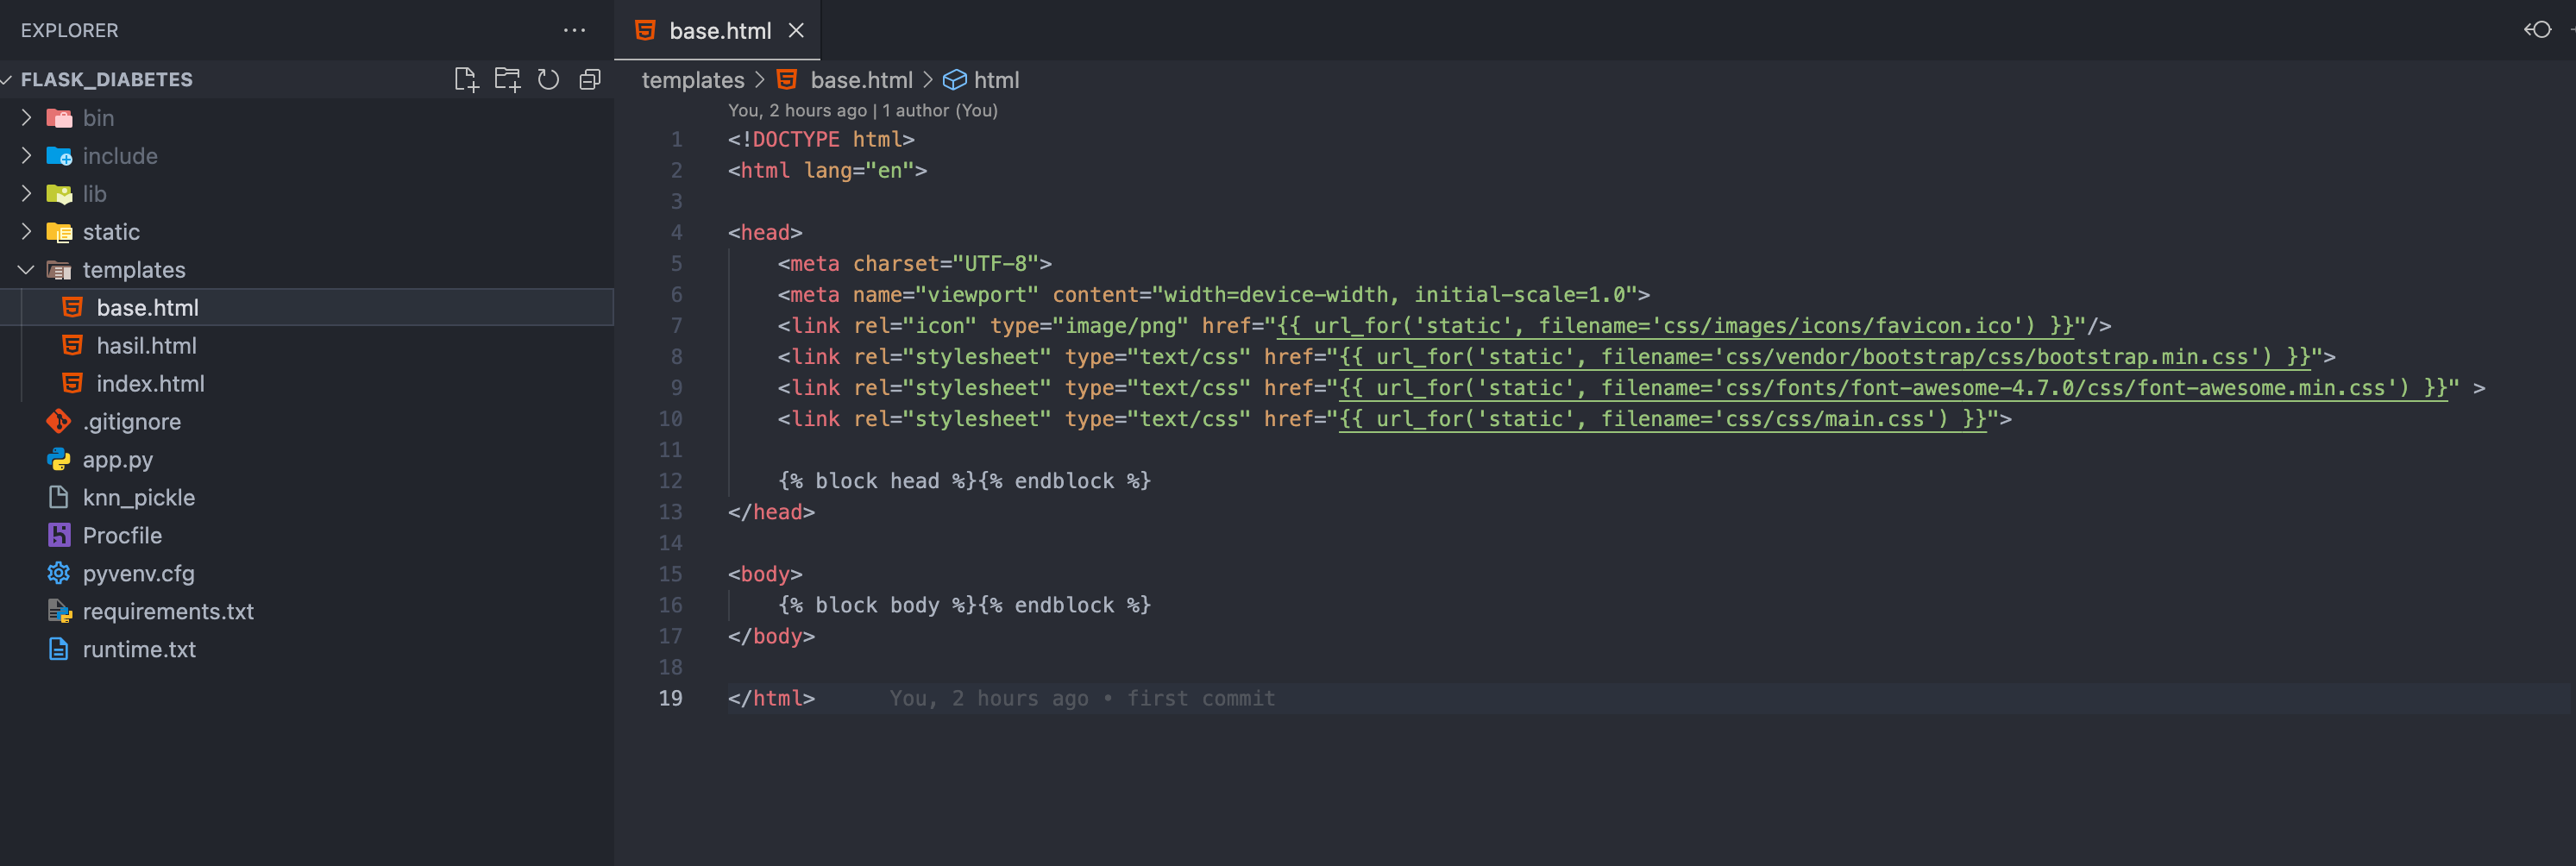 EXPLORER
FLASK_DIABETES
bin
include
lib
static
templates
base.html
hasil.html
index.html
.gitignore
app.py
knn_pickle
Procfile
pyvenv.cfg
requirements.txt
runtime.txt
base.html
templates > base.html > html
You, 2 hours ago | 1 author (You)
1 <!DOCTYPE html>
2 <html lang="en">
3
4 <head>
5 <meta charset="UTF-8">
6 <meta name="viewport" content="width=device-width, initial-scale=1.0">
7 <link rel="icon" type="image/png" href="{{ url_for('static', filename='css/images/icons/favicon.ico') }}"/>
8 <link rel="stylesheet" type="text/css" href="{{ url_for('static', filename='css/vendor/bootstrap/css/bootstrap.min.css') }}">
9 <link rel="stylesheet" type="text/css" href="{{ url_for('static', filename='css/fonts/font-awesome-4.7.0/css/font-awesome.min.css') }}" >
10 <link rel="stylesheet" type="text/css" href="{{ url_for('static', filename='css/css/main.css') }}">
11
12 {% block head %}{% endblock %}
13 </head>
14
15 <body>
16 {% block body %}{% endblock %}
17 </body>
18
19 </html> You, 2 hours ago • first commit